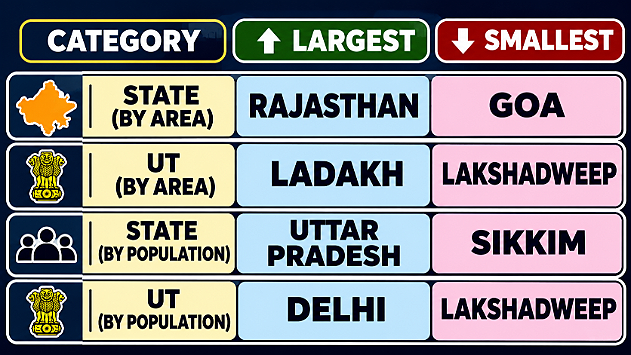 CATEGORY
LARGEST
SMALLEST
STATE
(BY AREA)
RAJASTHAN
GOA
UT
(BY AREA)
LADAKH
LAKSHADWEEP
STATE
(BY POPULATION)
UTTAR
PRADESH
SIKKIM
UT
(BY POPULATION)
DELHI
LAKSHADWEEP